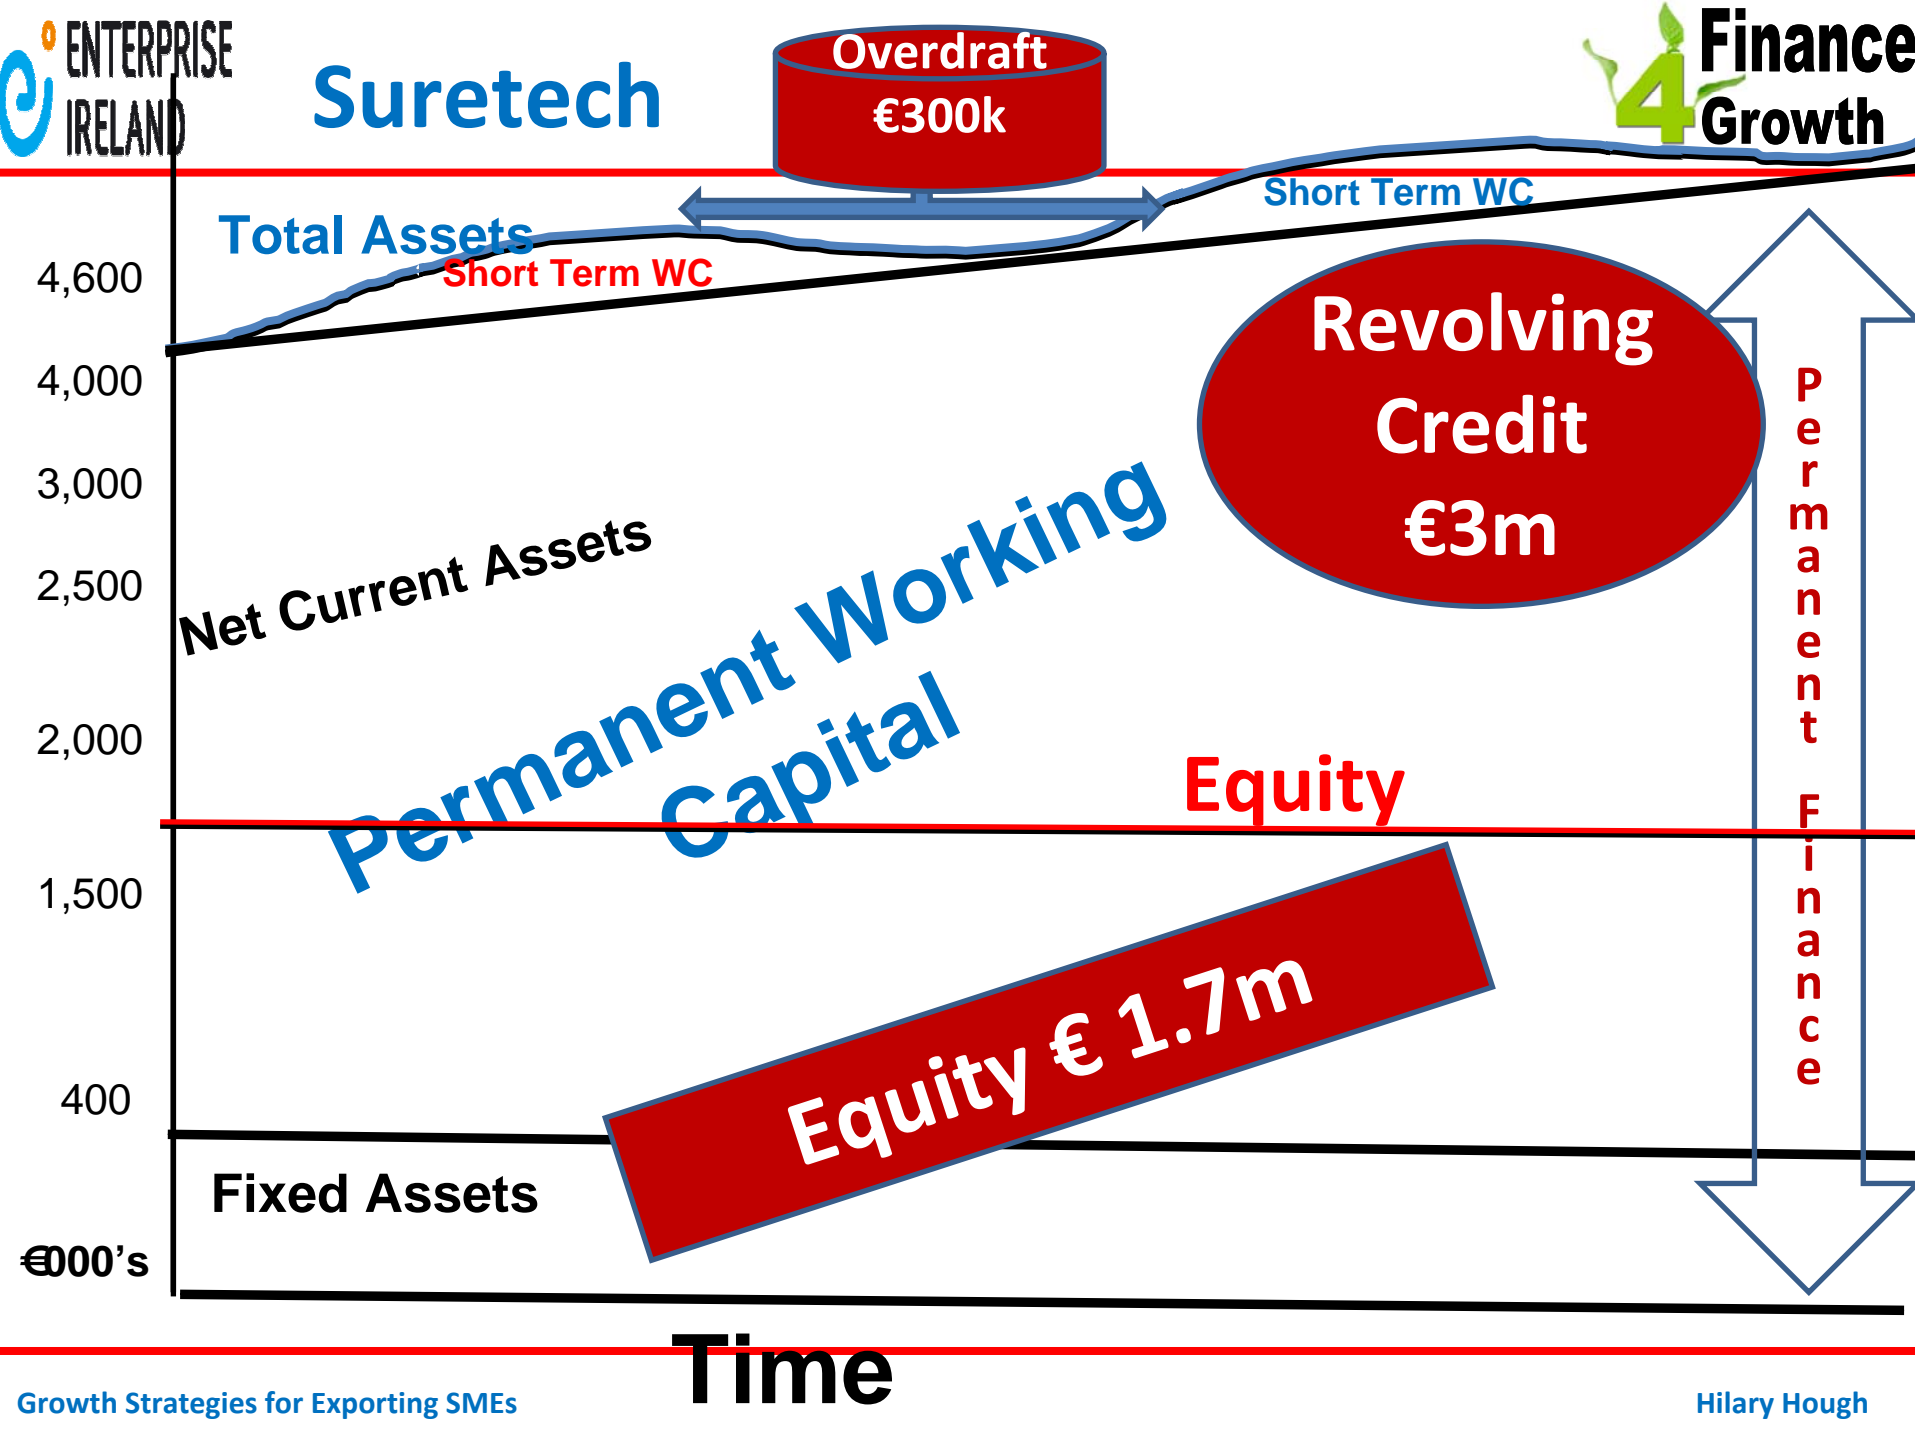 ENTERPRISE
IRELAND
Suretech
Overdraft
€300k
4
Finance
Growth
Short Term WC
Total Assets
Short Term WC
4,600
4,000
3,000
2,500
2,000
1,500
400
€000's
Revolving
Credit
€3m
Net Current Assets
Permanent Working
Capital
Permanent Finance
Equity
Equity € 1.7m
Fixed Assets
Time
Growth Strategies for Exporting SMEs
Hilary Hough